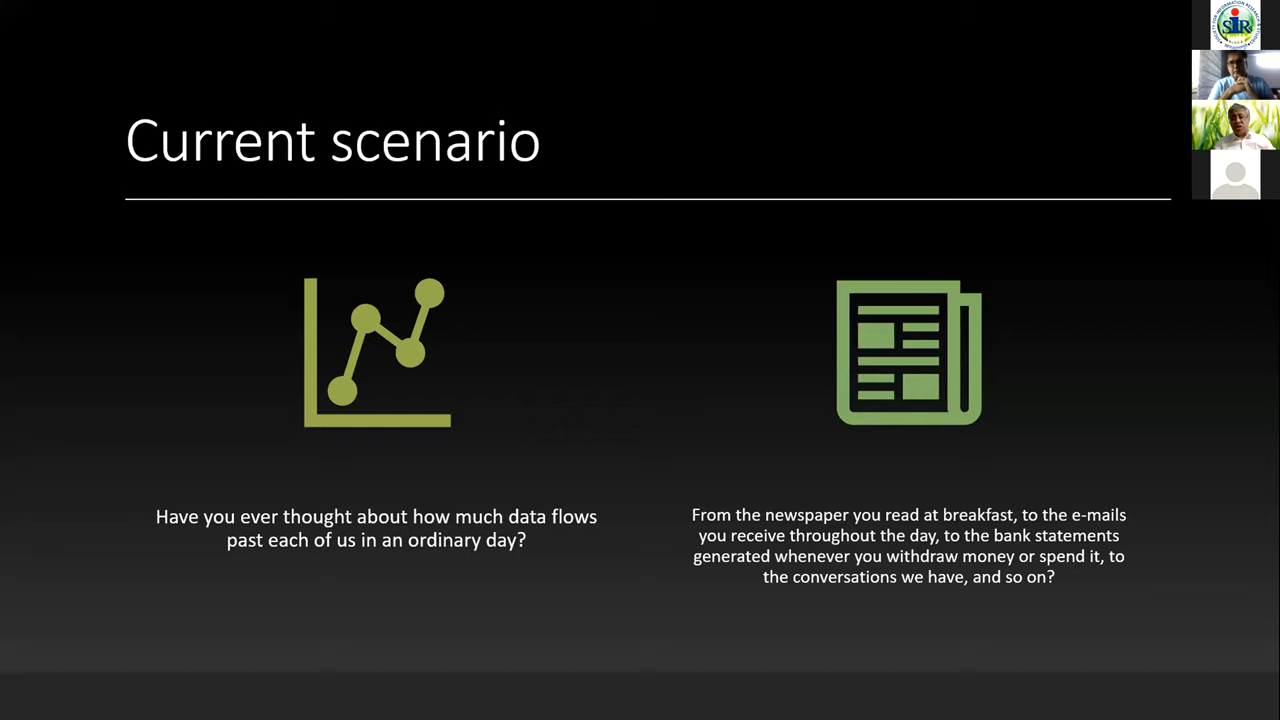 Current scenario
Have you ever thought about how much data flows
past each of us in an ordinary day?
From the newspaper you read at breakfast, to the e-mails
you receive throughout the day, to the bank statements
generated whenever you withdraw money or spend it, to
the conversations we have, and so on?